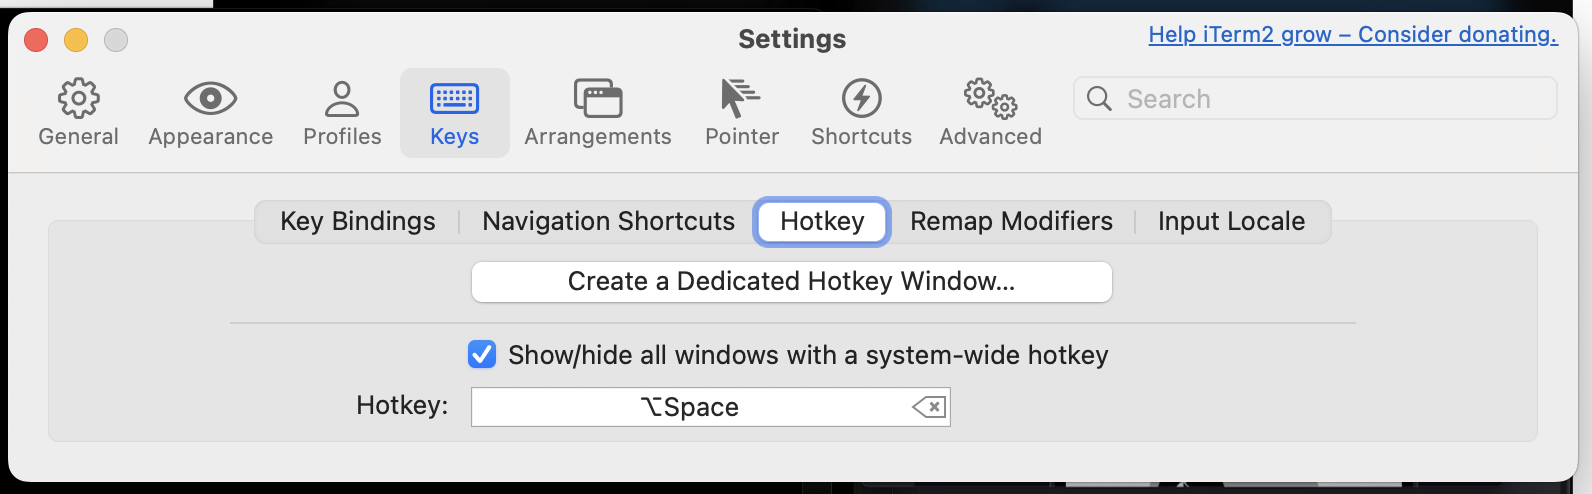 Settings
Help iTerm2 grow – Consider donating.
General Appearance Profiles Keys Arrangements Pointer Shortcuts Advanced Search
Key Bindings Navigation Shortcuts Hotkey Remap Modifiers Input Locale
Create a Dedicated Hotkey Window...
Show/hide all windows with a system-wide hotkey
Hotkey: ⌥Space